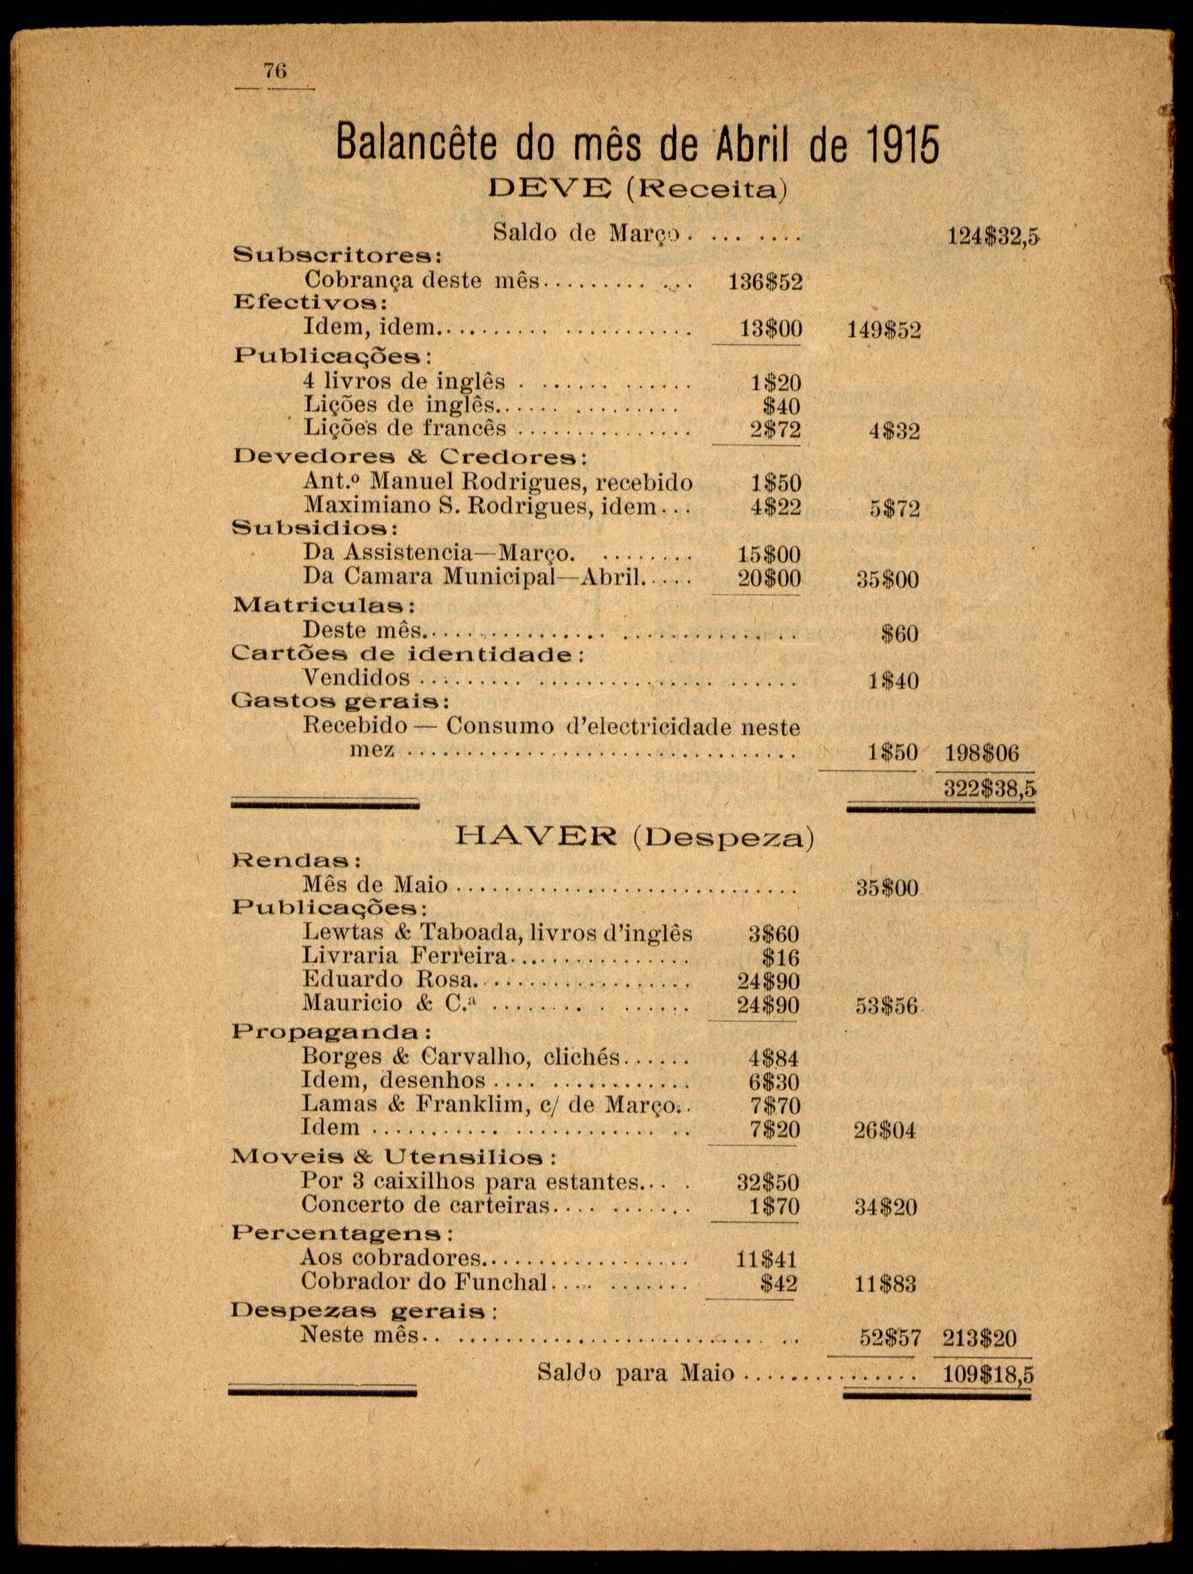 76
Balancête do mês de Abril de 1915
DEVE (Receita)
Saldo de Março . ... .... 124$32,5
Subscritores:
Cobrança deste mês......... ... 136$52
Efectivos:
Idem, idem.......... ........... 13$00 149$52
Publicações:
4 livros de inglês . ...... ...... 1$20
Lições de inglês...... ......... $40
Lições de francês ............... 2$72 4$32
Devedores & Credores:
Ant.º Manuel Rodrigues, recebido 1$50
Maximiano S. Rodrigues, idem... 4$22 5$72
Subsidios:
Da Assistencia—Março. ........ 15$00
Da Camara Municipal—Abril..... 20$00 35$00
Matriculas:
Deste mês................ ............ .. $60
Cartões de identidade:
Vendidos ......... ................. ...... 1$40
Gastos gerais:
Recebido — Consumo d'electricidade neste
mez ................................. 1$50 198$06
322$38,5
HAVER (Despeza)
Rendas:
Mês de Maio ............................. 35$00
Publicações:
Lewtas & Taboada, livros d'inglês 3$60
Livraria Ferreira............... $16
Eduardo Rosa................... 24$90
Mauricio & C.ª ........ . ...... 24$90 53$56
Propaganda:
Borges & Carvalho, clichés...... 4$84
Idem, desenhos .... ............ 6$30
Lamas & Franklim, c/ de Março.. 7$70
Idem ........... ............ .. 7$20 26$04
Moveis & Utensilios:
Por 3 caixilhos para estantes... . 32$50
Concerto de carteiras.... ....... 1$70 34$20
Percentagens:
Aos cobradores.................. 11$41
Cobrador do Funchal.... ....... $42 11$83
Despezas gerais:
Neste mês.. .......................... .. 52$57 213$20
Saldo para Maio ............... 109$18,5